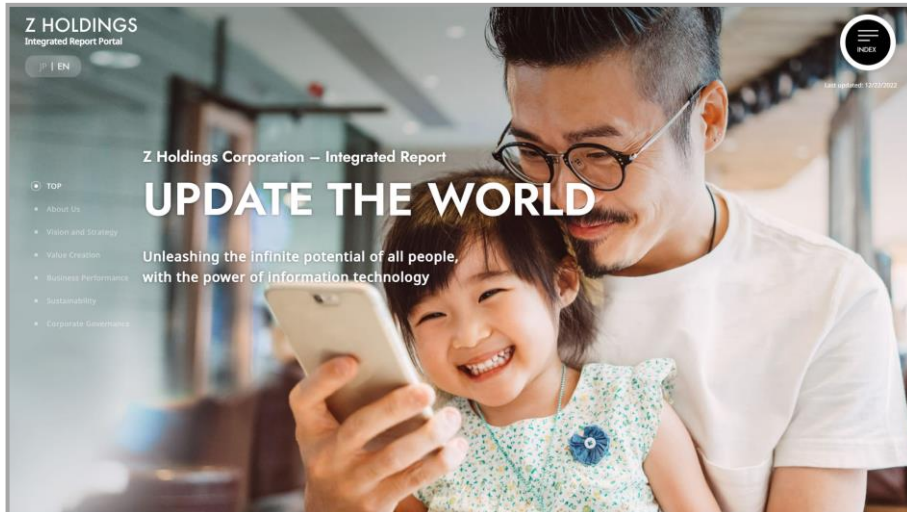 Z HOLDINGS
Integrated Report Portal
JP | EN
INDEX
Last updated: 12/22/2022
Z Holdings Corporation – Integrated Report
UPDATE THE WORLD
Unleashing the infinite potential of all people,
with the power of information technology
TOP
About Us
Vision and Strategy
Value Creation
Business Performance
Sustainability
Corporate Governance